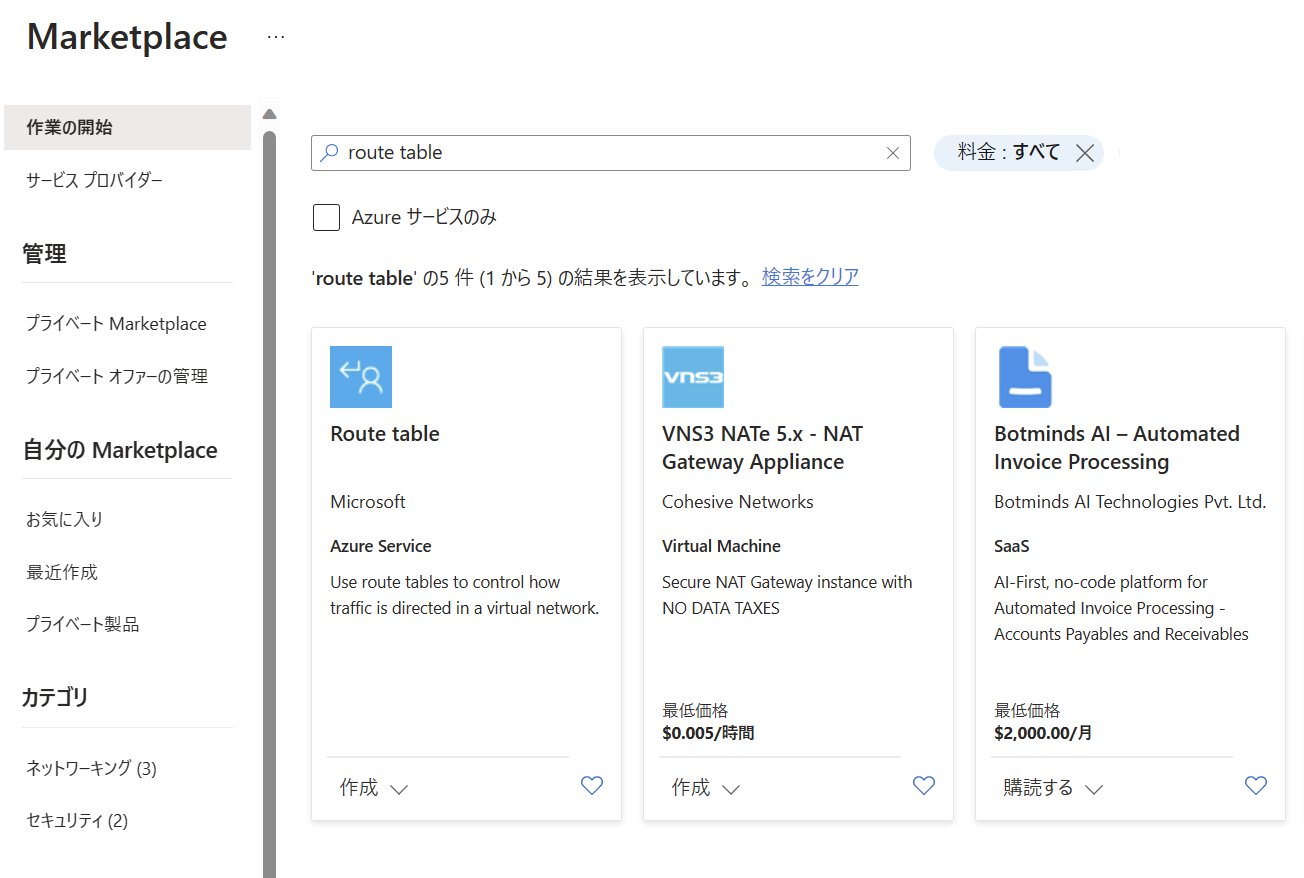 Marketplace ...
作業の開始
サービス プロバイダー
管理
プライベート Marketplace
プライベート オファーの管理
自分の Marketplace
お気に入り
最近作成
プライベート製品
カテゴリ
ネットワーキング (3)
セキュリティ (2)
route table
料金 : すべて
Azure サービスのみ
'route table' の5 件 (1 から 5) の結果を表示しています。 検索をクリア
Route table
Microsoft
Azure Service
Use route tables to control how
traffic is directed in a virtual network.
作成
vns3
VNS3 NATe 5.x - NAT
Gateway Appliance
Cohesive Networks
Virtual Machine
Secure NAT Gateway instance with
NO DATA TAXES
最低価格
$0.005/時間
作成
Botminds AI – Automated
Invoice Processing
Botminds AI Technologies Pvt. Ltd.
SaaS
AI-First, no-code platform for
Automated Invoice Processing -
Accounts Payables and Receivables
最低価格
$2,000.00/月
購読する